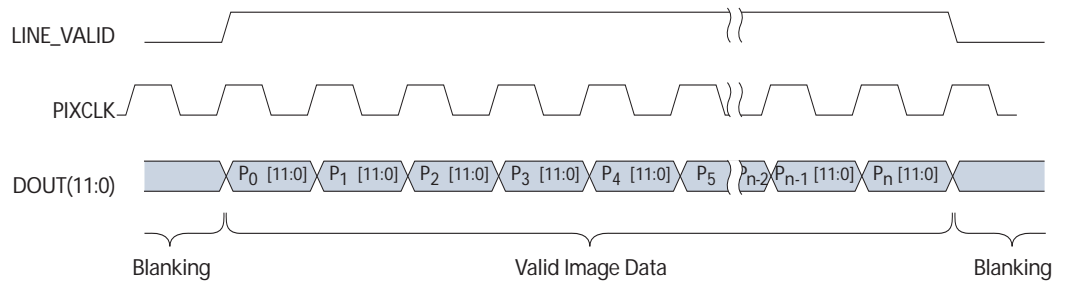 LINE_VALID
PIXCLK
DOUT(11:0)
P0 [11:0]
P1 [11:0]
P2 [11:0]
P3 [11:0]
P4 [11:0]
P5
Pn-2
Pn-1 [11:0]
Pn [11:0]
Blanking
Valid Image Data
Blanking